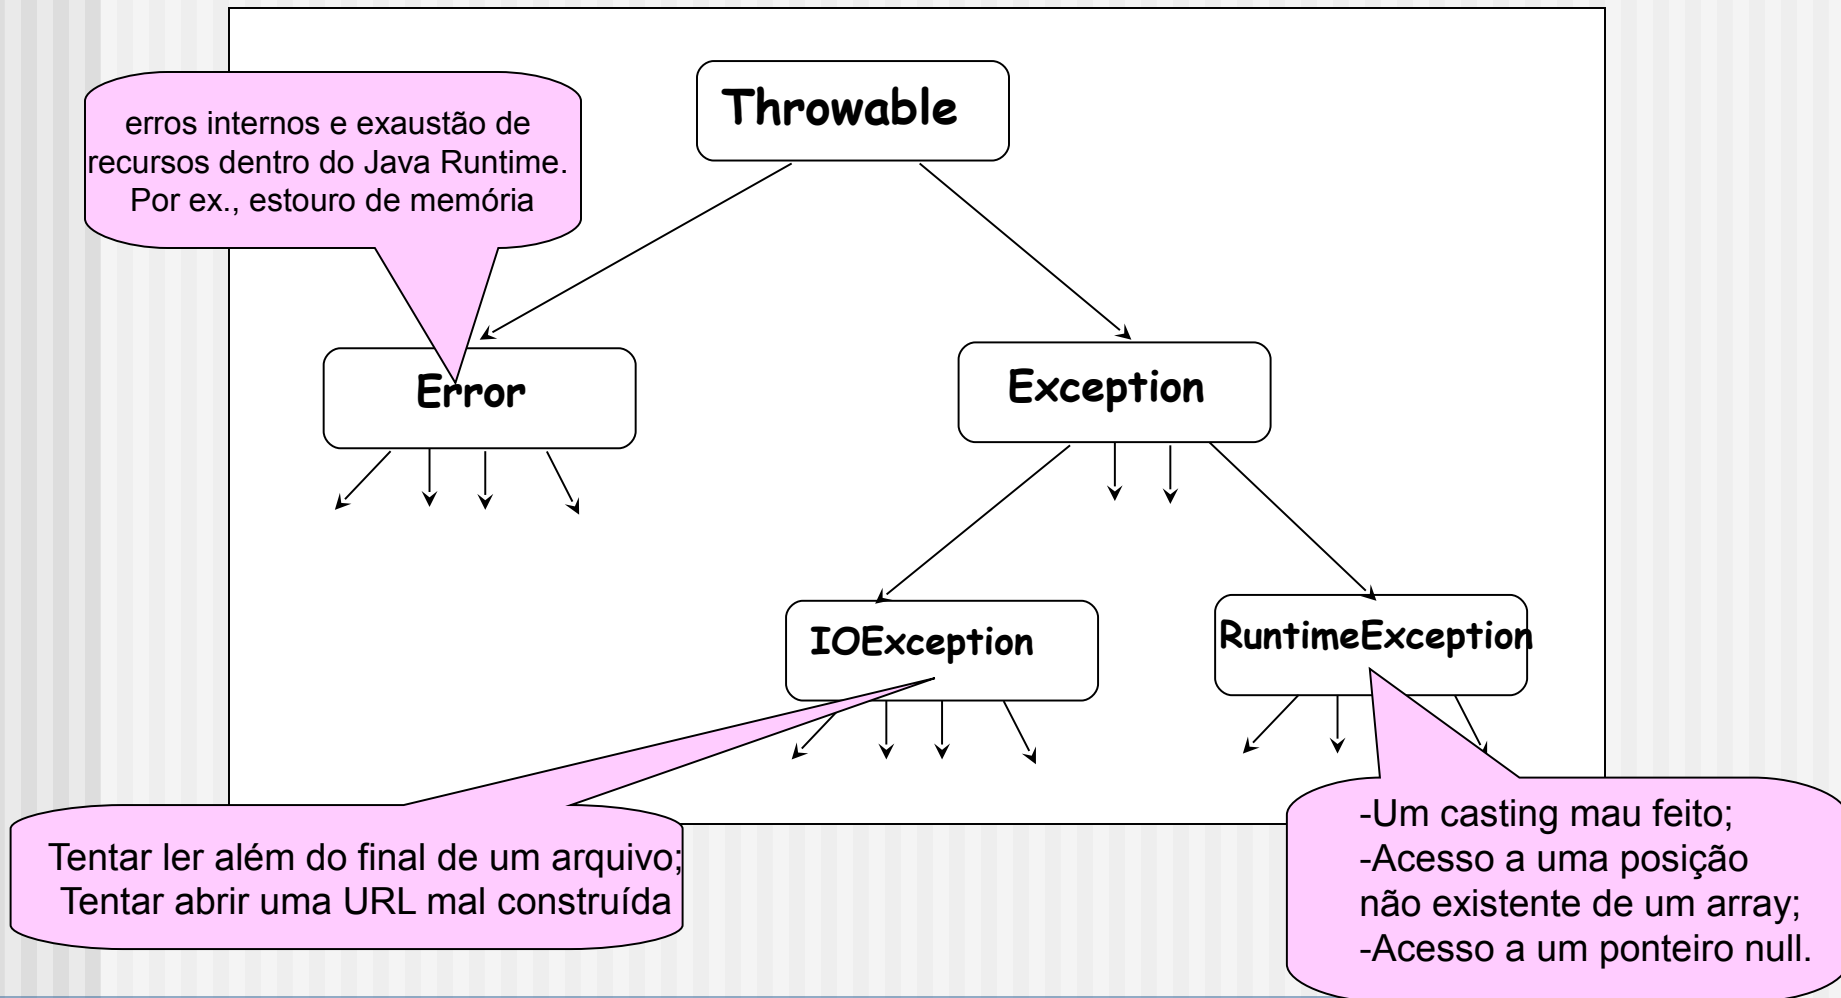 Throwable
erros internos e exaustão de
recursos dentro do Java Runtime.
Por ex., estouro de memória
Error
Exception
IOException
RuntimeException
Tentar ler além do final de um arquivo;
Tentar abrir uma URL mal construída
-Um casting mau feito;
-Acesso a uma posição
não existente de um array;
-Acesso a um ponteiro null.